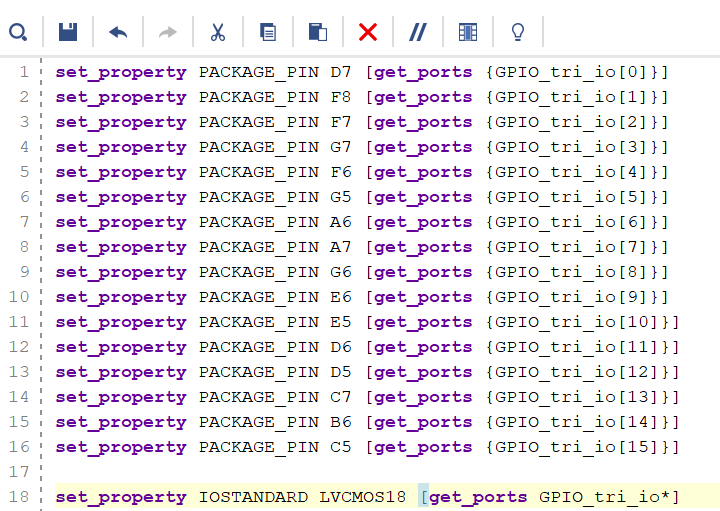 1 set_property PACKAGE_PIN D7 [get_ports {GPIO_tri_io[0]}]
2 set_property PACKAGE_PIN F8 [get_ports {GPIO_tri_io[1]}]
3 set_property PACKAGE_PIN F7 [get_ports {GPIO_tri_io[2]}]
4 set_property PACKAGE_PIN G7 [get_ports {GPIO_tri_io[3]}]
5 set_property PACKAGE_PIN F6 [get_ports {GPIO_tri_io[4]}]
6 set_property PACKAGE_PIN G5 [get_ports {GPIO_tri_io[5]}]
7 set_property PACKAGE_PIN A6 [get_ports {GPIO_tri_io[6]}]
8 set_property PACKAGE_PIN A7 [get_ports {GPIO_tri_io[7]}]
9 set_property PACKAGE_PIN G6 [get_ports {GPIO_tri_io[8]}]
10 set_property PACKAGE_PIN E6 [get_ports {GPIO_tri_io[9]}]
11 set_property PACKAGE_PIN E5 [get_ports {GPIO_tri_io[10]}]
12 set_property PACKAGE_PIN D6 [get_ports {GPIO_tri_io[11]}]
13 set_property PACKAGE_PIN D5 [get_ports {GPIO_tri_io[12]}]
14 set_property PACKAGE_PIN C7 [get_ports {GPIO_tri_io[13]}]
15 set_property PACKAGE_PIN B6 [get_ports {GPIO_tri_io[14]}]
16 set_property PACKAGE_PIN C5 [get_ports {GPIO_tri_io[15]}]
17
18 set_property IOSTANDARD LVCMOS18 [get_ports GPIO_tri_io*]